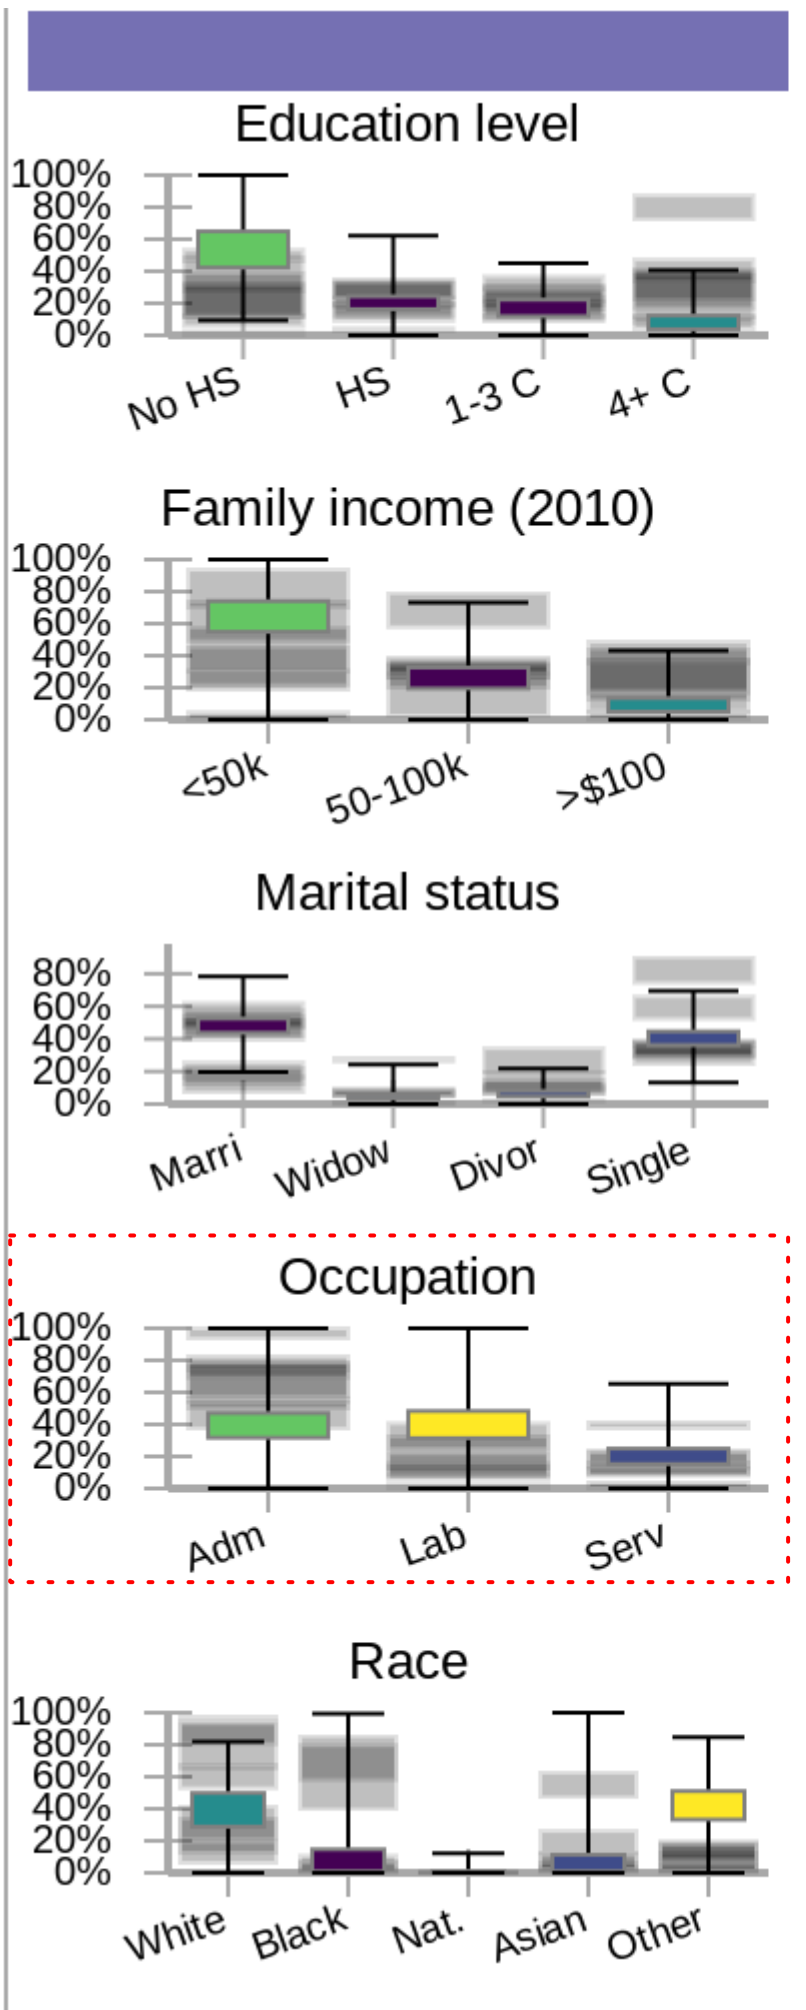 Education level
100%
80%
60%
40%
20%
0%
No HS HS 1-3 C 4+ C
Family income (2010)
100%
80%
60%
40%
20%
0%
<50k 50-100k >$100
Marital status
80%
60%
40%
20%
0%
Marri Widow Divor Single
Occupation
100%
80%
60%
40%
20%
0%
Adm Lab Serv
Race
100%
80%
60%
40%
20%
0%
White Black Nat. Asian Other